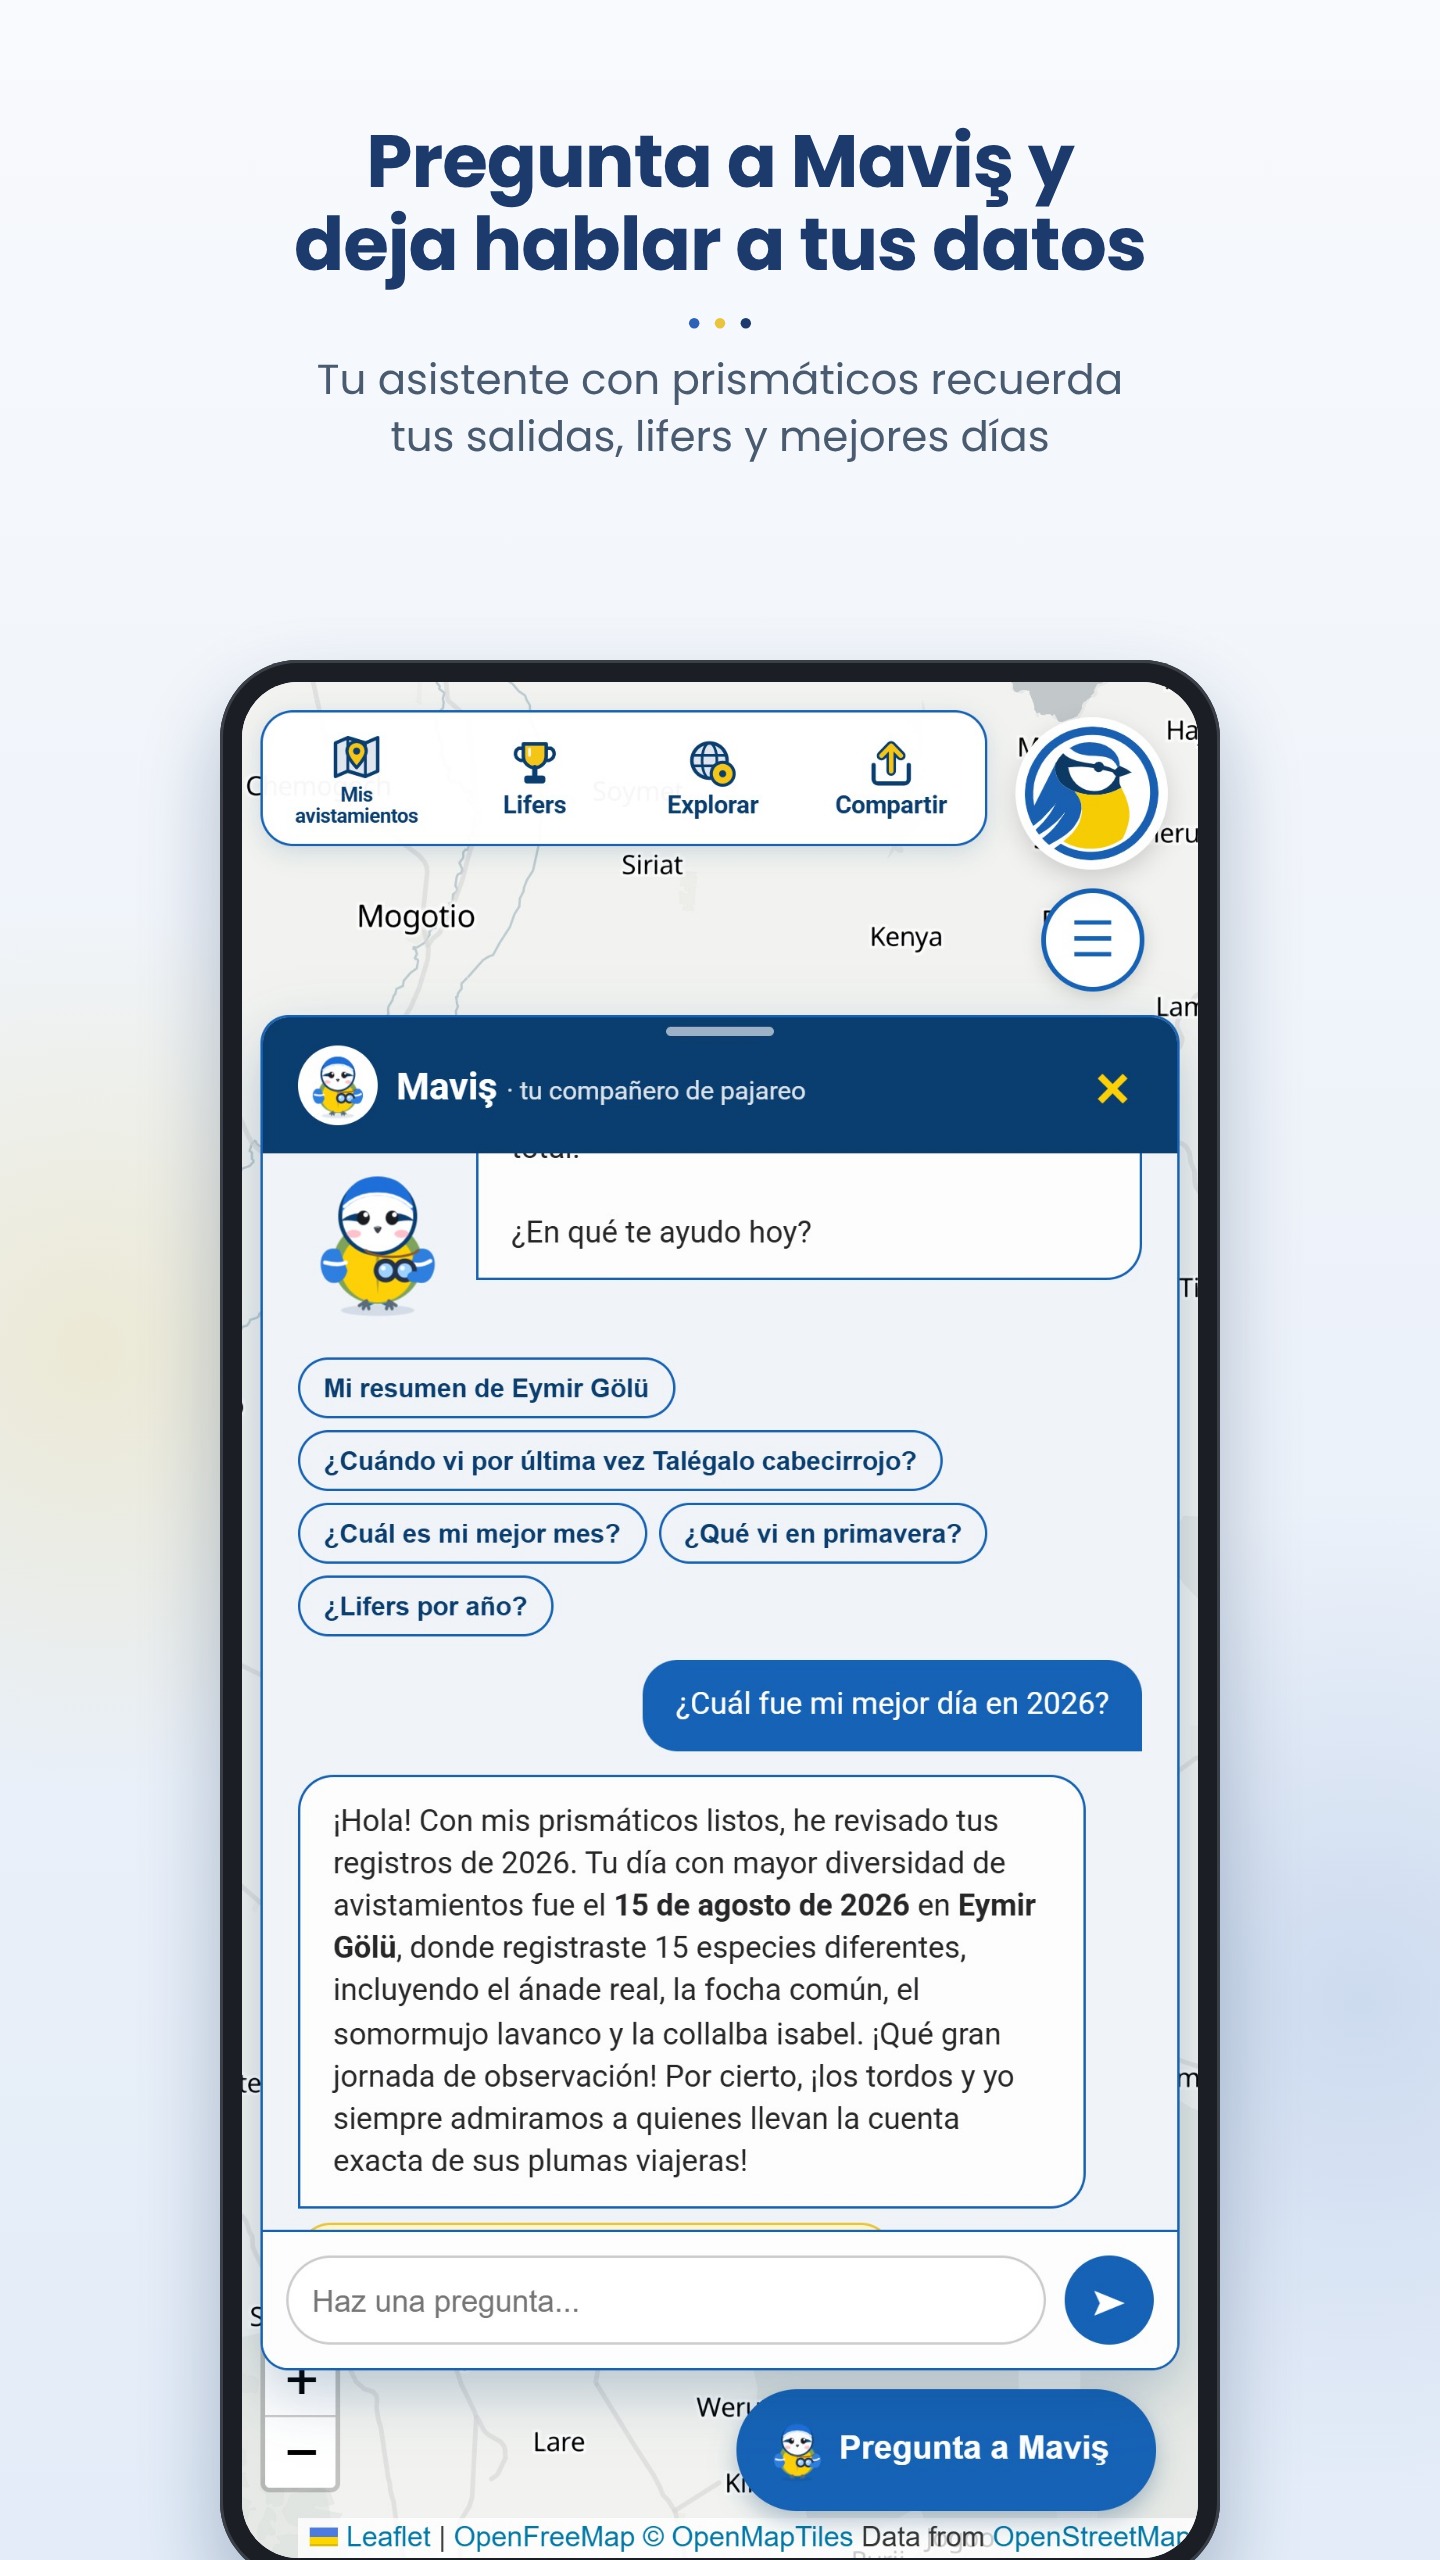 Pregunta a Maviş y
deja hablar a tus datos
Tu asistente con prismáticos recuerda
tus salidas, lifers y mejores días
Mis
avistamientos
Lifers
Explorar
Compartir
Siriat
Mogotio
Kenya
Maviş · tu compañero de pajareo
total.
¿En qué te ayudo hoy?
Mi resumen de Eymir Gölü
¿Cuándo vi por última vez Talégalo cabecirrojo?
¿Cuál es mi mejor mes?
¿Qué vi en primavera?
¿Lifers por año?
¿Cuál fue mi mejor día en 2026?
¡Hola! Con mis prismáticos listos, he revisado tus
registros de 2026. Tu día con mayor diversidad de
avistamientos fue el 15 de agosto de 2026 en Eymir
Gölü, donde registraste 15 especies diferentes,
incluyendo el ánade real, la focha común, el
somormujo lavanco y la collalba isabel. ¡Qué gran
jornada de observación! Por cierto, ¡los tordos y yo
siempre admiramos a quienes llevan la cuenta
exacta de sus plumas viajeras!
Haz una pregunta...
+
−
Lare
Pregunta a Maviş
Leaflet | OpenFreeMap © OpenMapTiles Data from OpenStreetMap